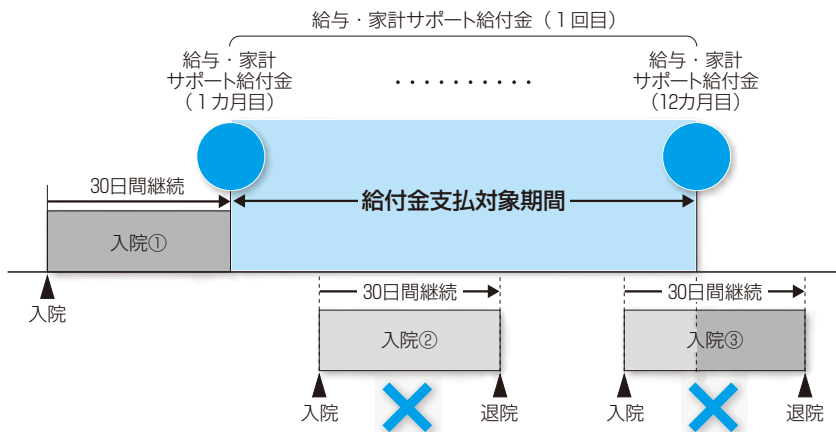 給与・家計サポート給付金(1回目)
給与・家計
サポート給付金
(1カ月目)
・・・・・・・・・・
給与・家計
サポート給付金
(12カ月目)
30日間継続
給付金支払対象期間
入院①
入院
30日間継続
30日間継続
入院②
入院③
入院
退院
入院
退院